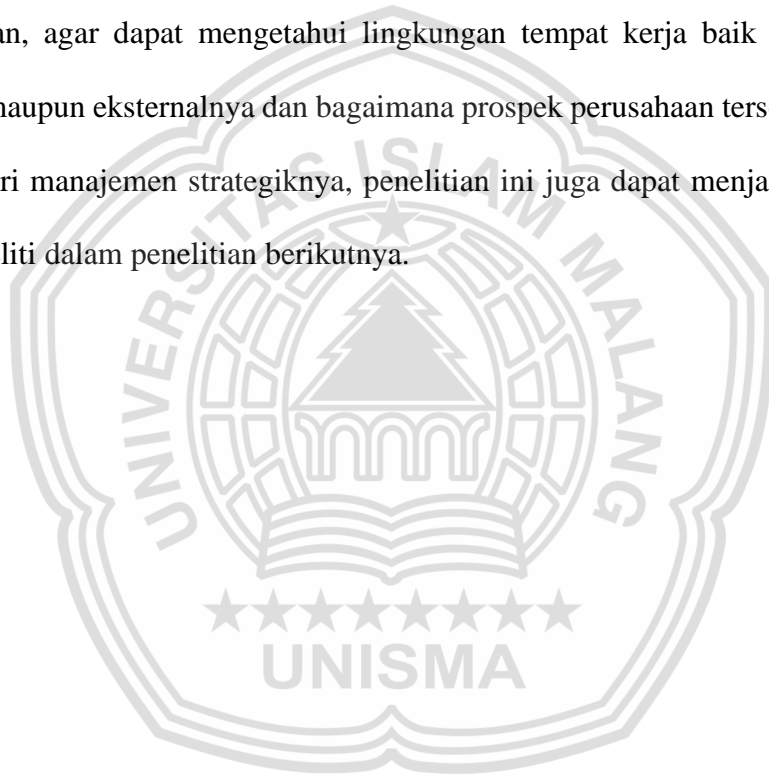 an, agar dapat mengetahui lingkungan tempat kerja baik
maupun eksternalnya dan bagaimana prospek perusahaan ters
ri manajemen strategiknya, penelitian ini juga dapat menja
liti dalam penelitian berikutnya.
UNIVERSITAS ISLAM MALANG
UNISMA